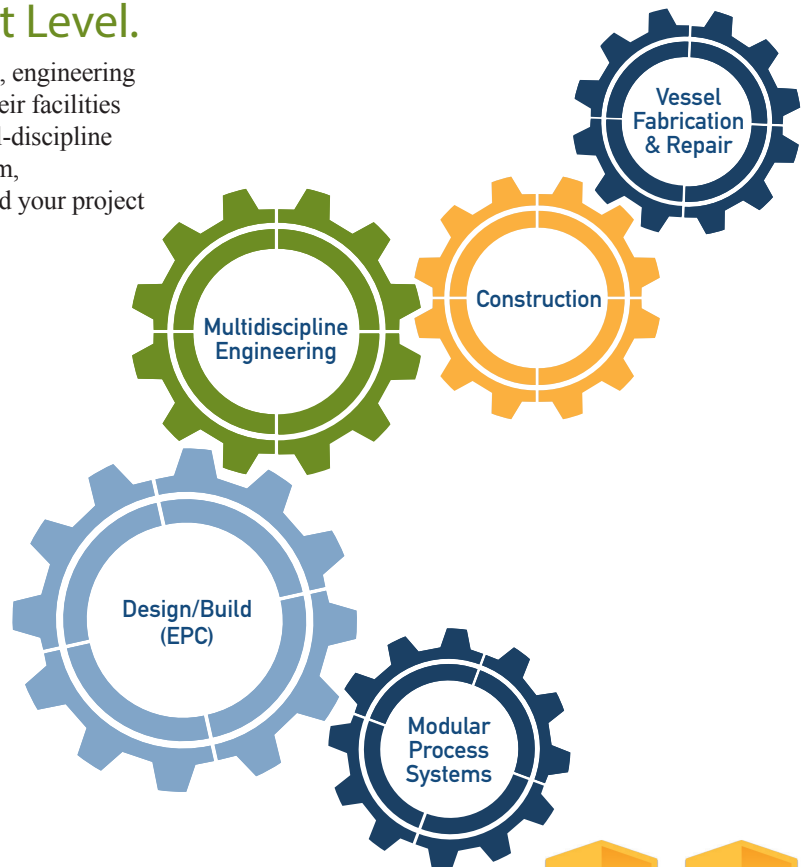 t Level.
, engineering
eir facilities
l-discipline
m,
d your project
Vessel
Fabrication
& Repair
Construction
Multidiscipline
Engineering
Design/Build
(EPC)
Modular
Process
Systems